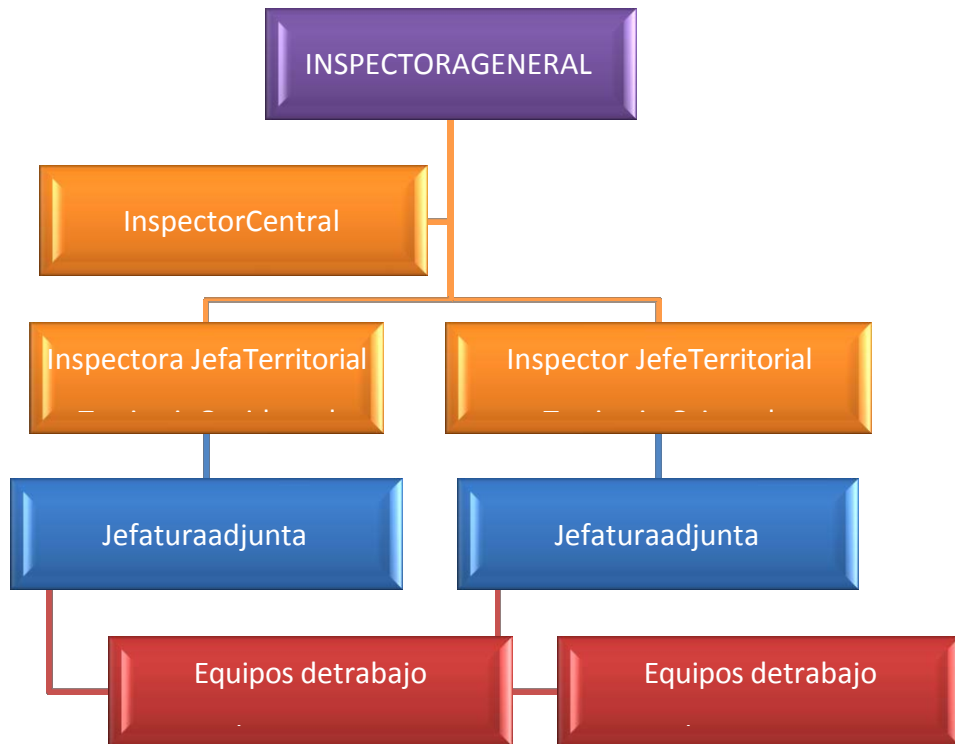 INSPECTORAGENERAL
InspectorCentral
Inspectora JefaTerritorial
Inspector JefeTerritorial
Jefaturaadjunta
Jefaturaadjunta
Equipos detrabajo
Equipos detrabajo